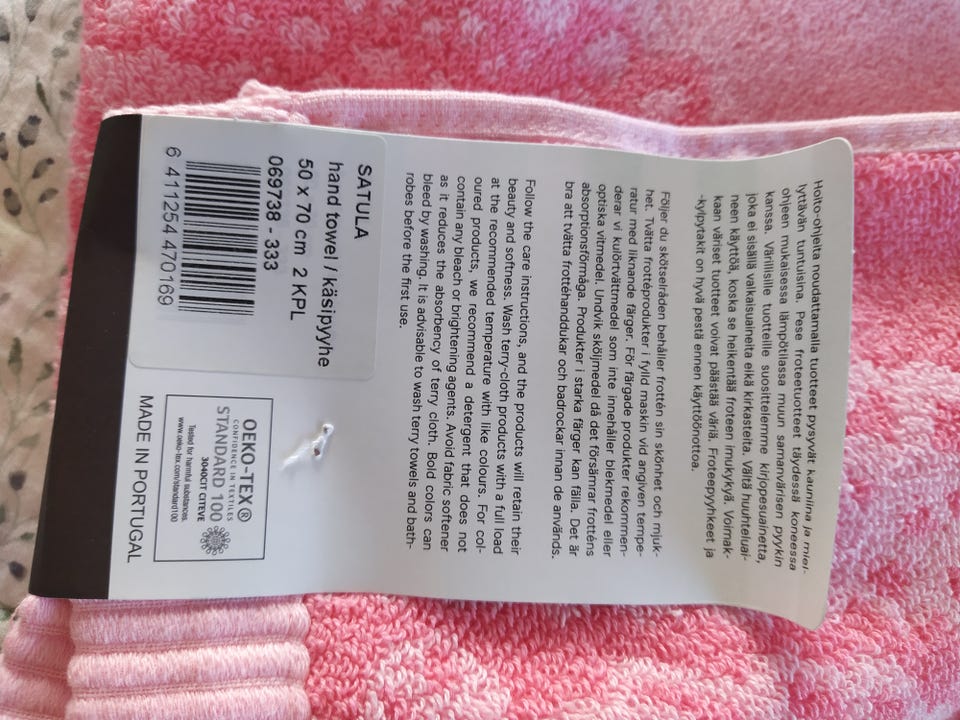 Hoito-ohjeita noudattamalla tuotteet pysyvät kauniina ja miel-
lyttävän tuntuisina. Pese froteetuotteet täydessä koneessa
ohjeen mukaisessa lämpötilassa muun samanvärisen pyykin
kanssa. Värillisille tuotteille suosittelemme kirjopesuainetta,
joka ei sisällä valkaisuaineita eikä kirkasteita. Vältä huuhteluai-
neen käyttöä, koska se heikentää froteen imukykyä. Voimak-
kaan väriset tuotteet voivat päästää väriä. Froteepyyhkeet ja
-kylpytakit on hyvä pestä ennen käyttöönottoa.
Följer du skötselråden behåller frottén sin skönhet och mjuk-
het. Tvätta frottéprodukter i fylld maskin vid angiven tempe-
ratur med liknande färger. För färgade produkter rekommen-
derar vi kulörtvättmedel som inte innehåller blekmedel eller
optiska vitmedel. Undvik sköljmedel då det försämrar frotténs
absorptionsförmåga. Produkter i starka färger kan fälla. Det är
bra att tvätta frottéhanddukar och badrockar innan de används.
Follow the care instructions, and the products will retain their
beauty and softness. Wash terry-cloth products with a full load
at the recommended temperature with like colours. For col-
oured products, we recommend a detergent that does not
contain any bleach or brightening agents. Avoid fabric softener
as it reduces the absorbency of terry cloth. Bold colors can
bleed by washing. It is advisable to wash terry towels and bath-
robes before the first use.
SATULA
hand towel / käsipyyhe
50 x 70 cm 2 KPL
069738 - 333
6 411254 470169
OEKO-TEX®
CONFIDENCE IN TEXTILES
STANDARD 100
3040CIT CITEVE
Tested for harmful substances.
www.oeko-tex.com/standard100
MADE IN PORTUGAL